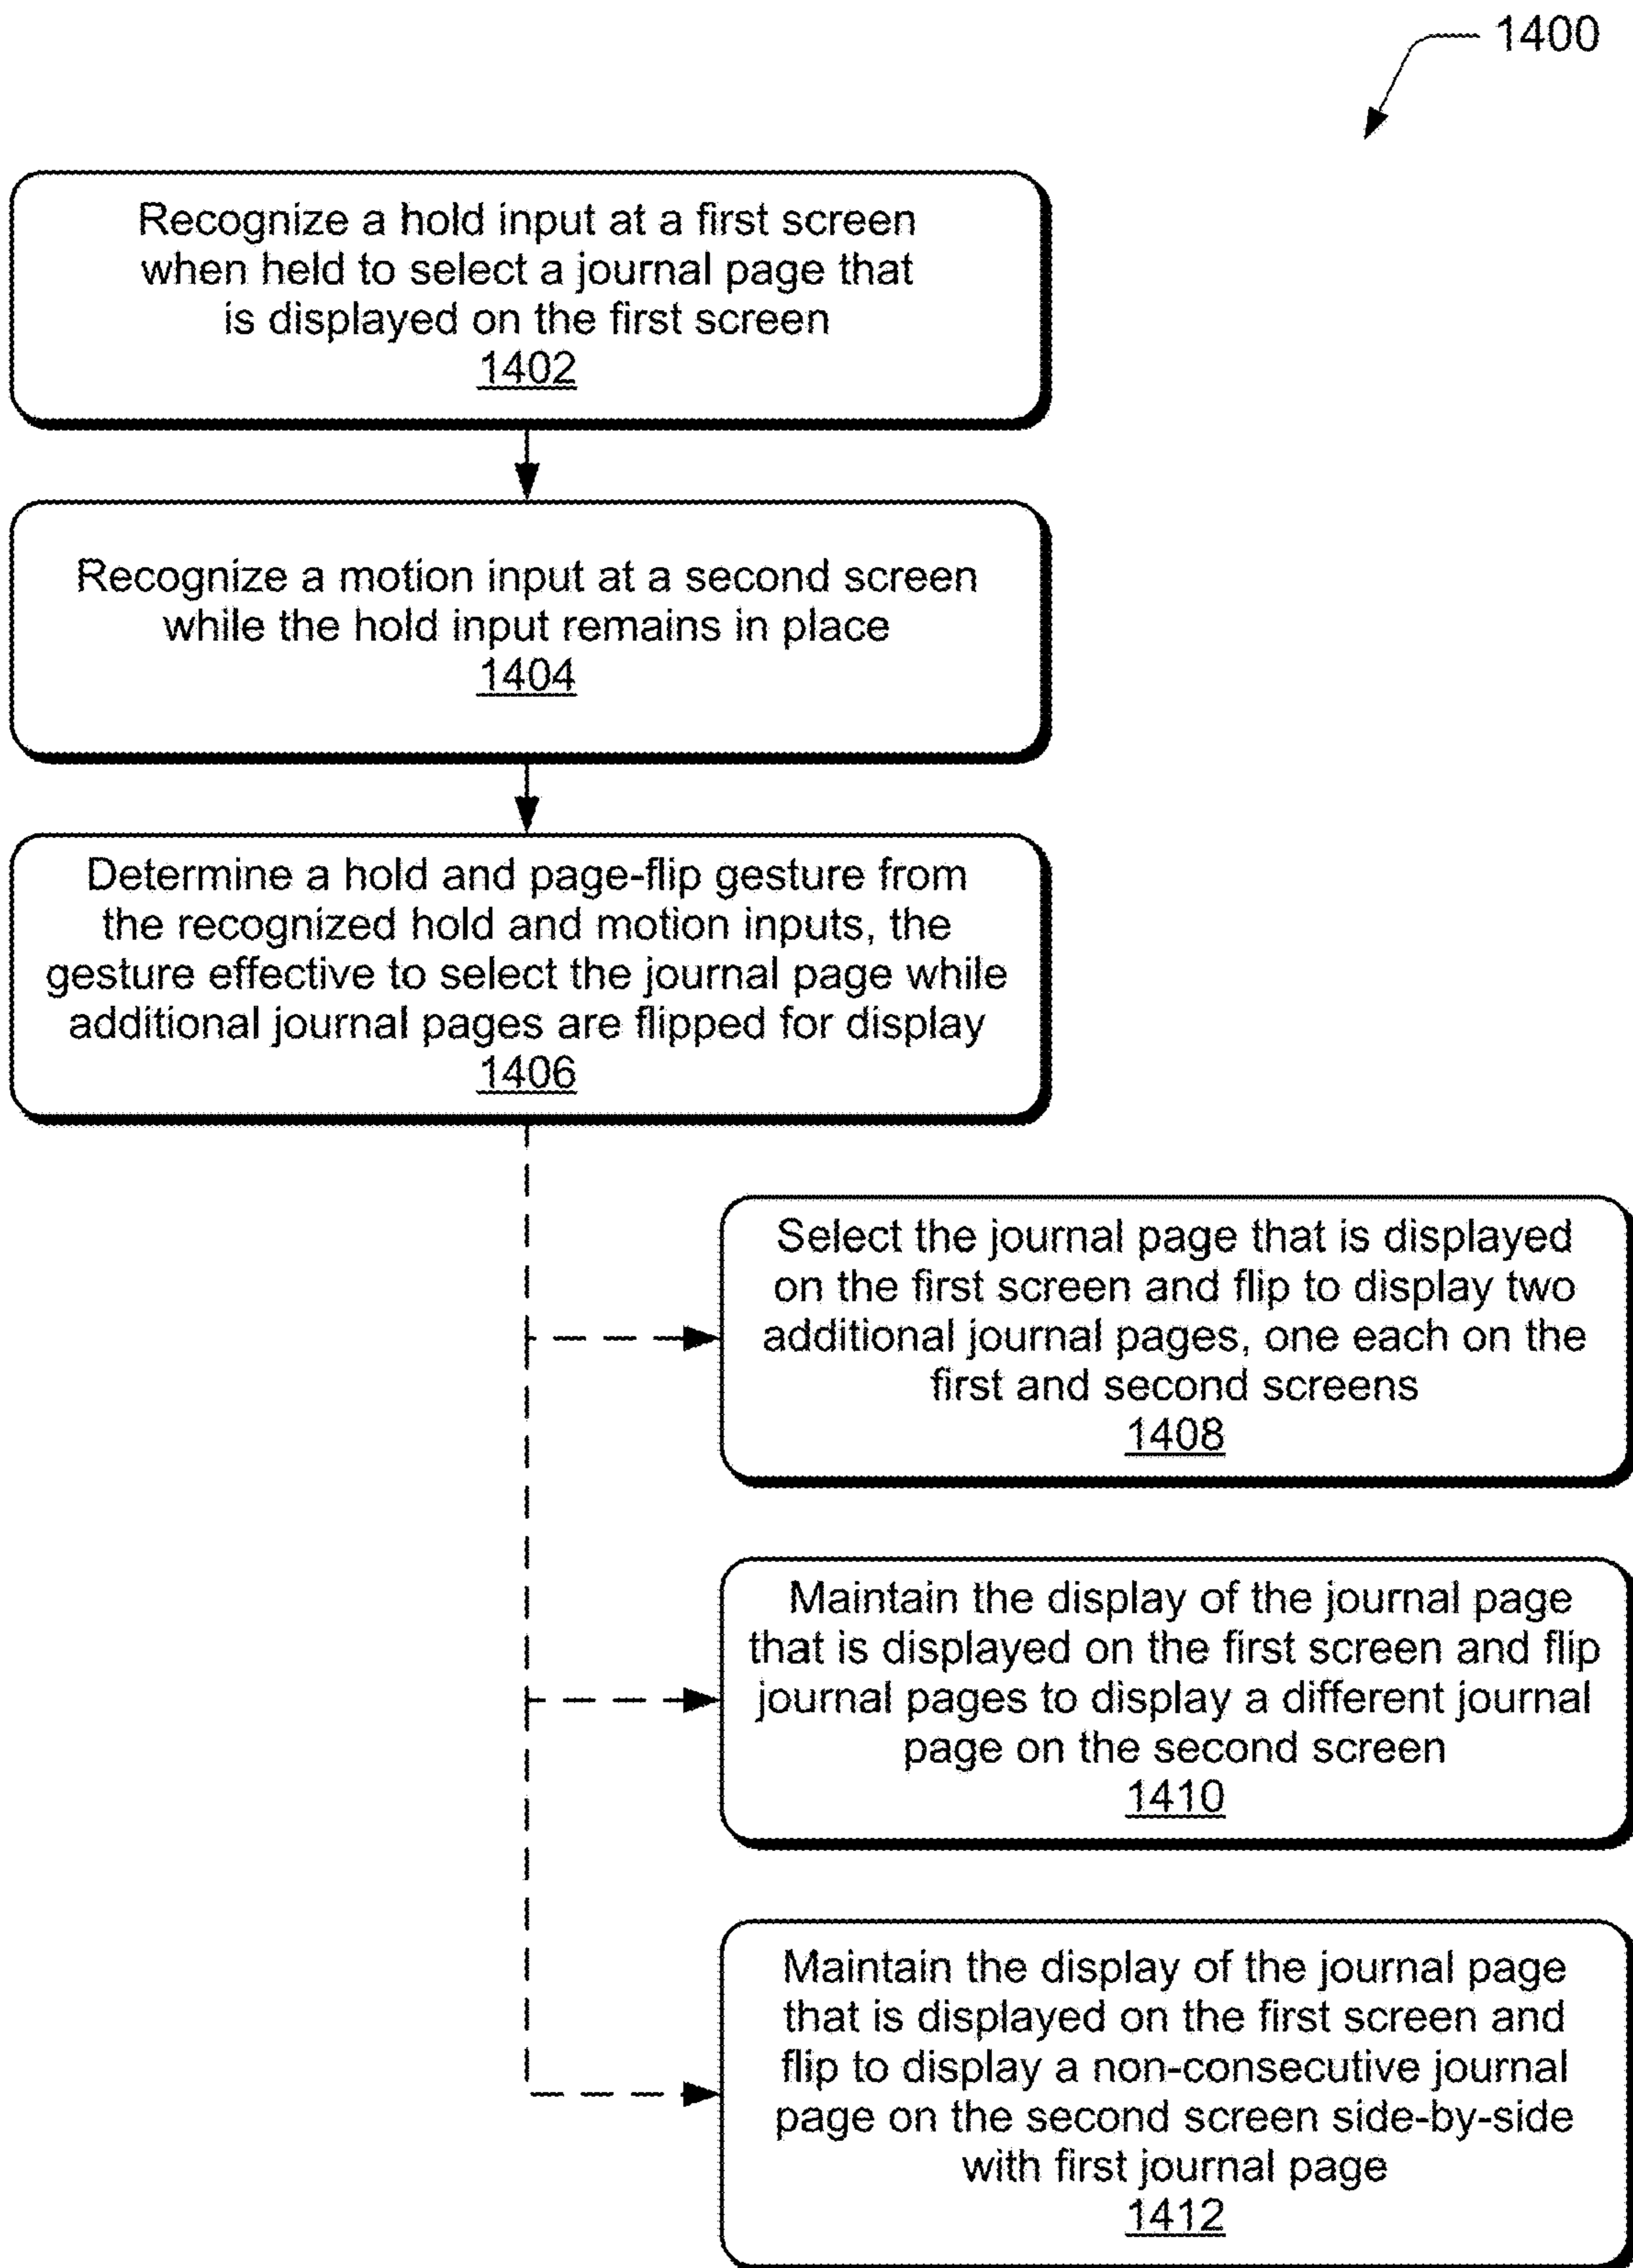 1400
Recognize a hold input at a first screen
when held to select a journal page that
is displayed on the first screen
1402
Recognize a motion input at a second screen
while the hold input remains in place
1404
Determine a hold and page-flip gesture from
the recognized hold and motion inputs, the
gesture effective to select the journal page while
additional journal pages are flipped for display
1406
Select the journal page that is displayed
on the first screen and flip to display two
additional journal pages, one each on the
first and second screens
1408
Maintain the display of the journal page
that is displayed on the first screen and flip
journal pages to display a different journal
page on the second screen
1410
Maintain the display of the journal page
that is displayed on the first screen and
flip to display a non-consecutive journal
page on the second screen side-by-side
with first journal page
1412